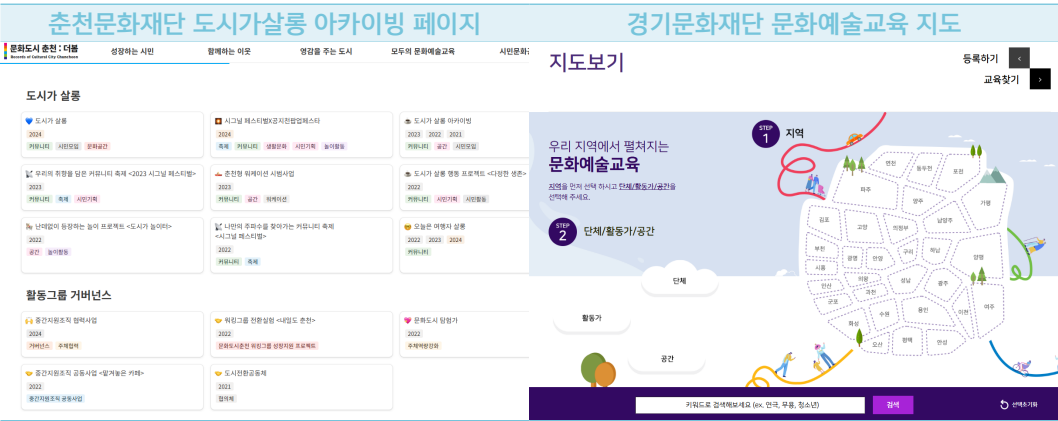 춘천문화재단 도시가살롱 아카이빙 페이지
경기문화재단 문화예술교육 지도
문화도시 춘천 : 더봄
Records of Cultural City Chuncheon
성장하는 시민
함께하는 이웃
영감을 주는 도시
모두의 문화예술교육
시민문화
도시가 살롱
도시가 살롱
2024
커뮤니티 시민모임 문화공간
시그널 페스티벌X공지천팝업페스타
2024
축제 커뮤니티 생활문화 시민기획 놀이활동
도시가 살롱 아카이빙
2023 2022 2021
커뮤니티 공간 시민모임
우리의 취향을 담은 커뮤니티 축제 <2023 시그널 페스티벌>
2023
커뮤니티 축제 시민기획
춘천형 워케이션 시범사업
2023
커뮤니티 공간 워케이션
도시가 살롱 행동 프로젝트 <다정한 생존>
2022
커뮤니티 시민기획 시민활동
난데없이 등장하는 놀이 프로젝트 <도시가 놀이터>
2022
공간 놀이활동
나만의 주파수를 찾아가는 커뮤니티 축제
<시그널 페스티벌>
2022
커뮤니티 축제
오늘은 여행자 살롱
2022 2023 2024
커뮤니티
활동그룹 거버넌스
중간지원조직 협력사업
2024
거버넌스 주체협력
워킹그룹 전환실험 <내일도 춘천>
2022
문화도시춘천 워킹그룹 성장지원 프로젝트
문화도시 탐험가
2022
주체역량강화
중간지원조직 공동사업 <맡겨놓은 카페>
2022
중간지원조직 공동사업
도시전환공동체
2021
협의체
지도보기
등록하기 <
교육찾기 >
우리 지역에서 펼쳐지는
문화예술교육
지역을 먼저 선택 하시고 단체/활동가/공간을
선택해 주세요.
STEP
1
지역
STEP
2
단체/활동가/공간
단체
활동가
공간
연천
동두천
포천
파주
양주
가평
김포
고양
의정부
남양주
부천
광명
안양
구리
하남
양평
시흥
의왕
성남
광주
안산
과천
군포
수원
용인
이천
여주
화성
오산
평택
안성
키워드로 검색해보세요 (ex. 연극, 무용, 청소년)
검색
선택초기화